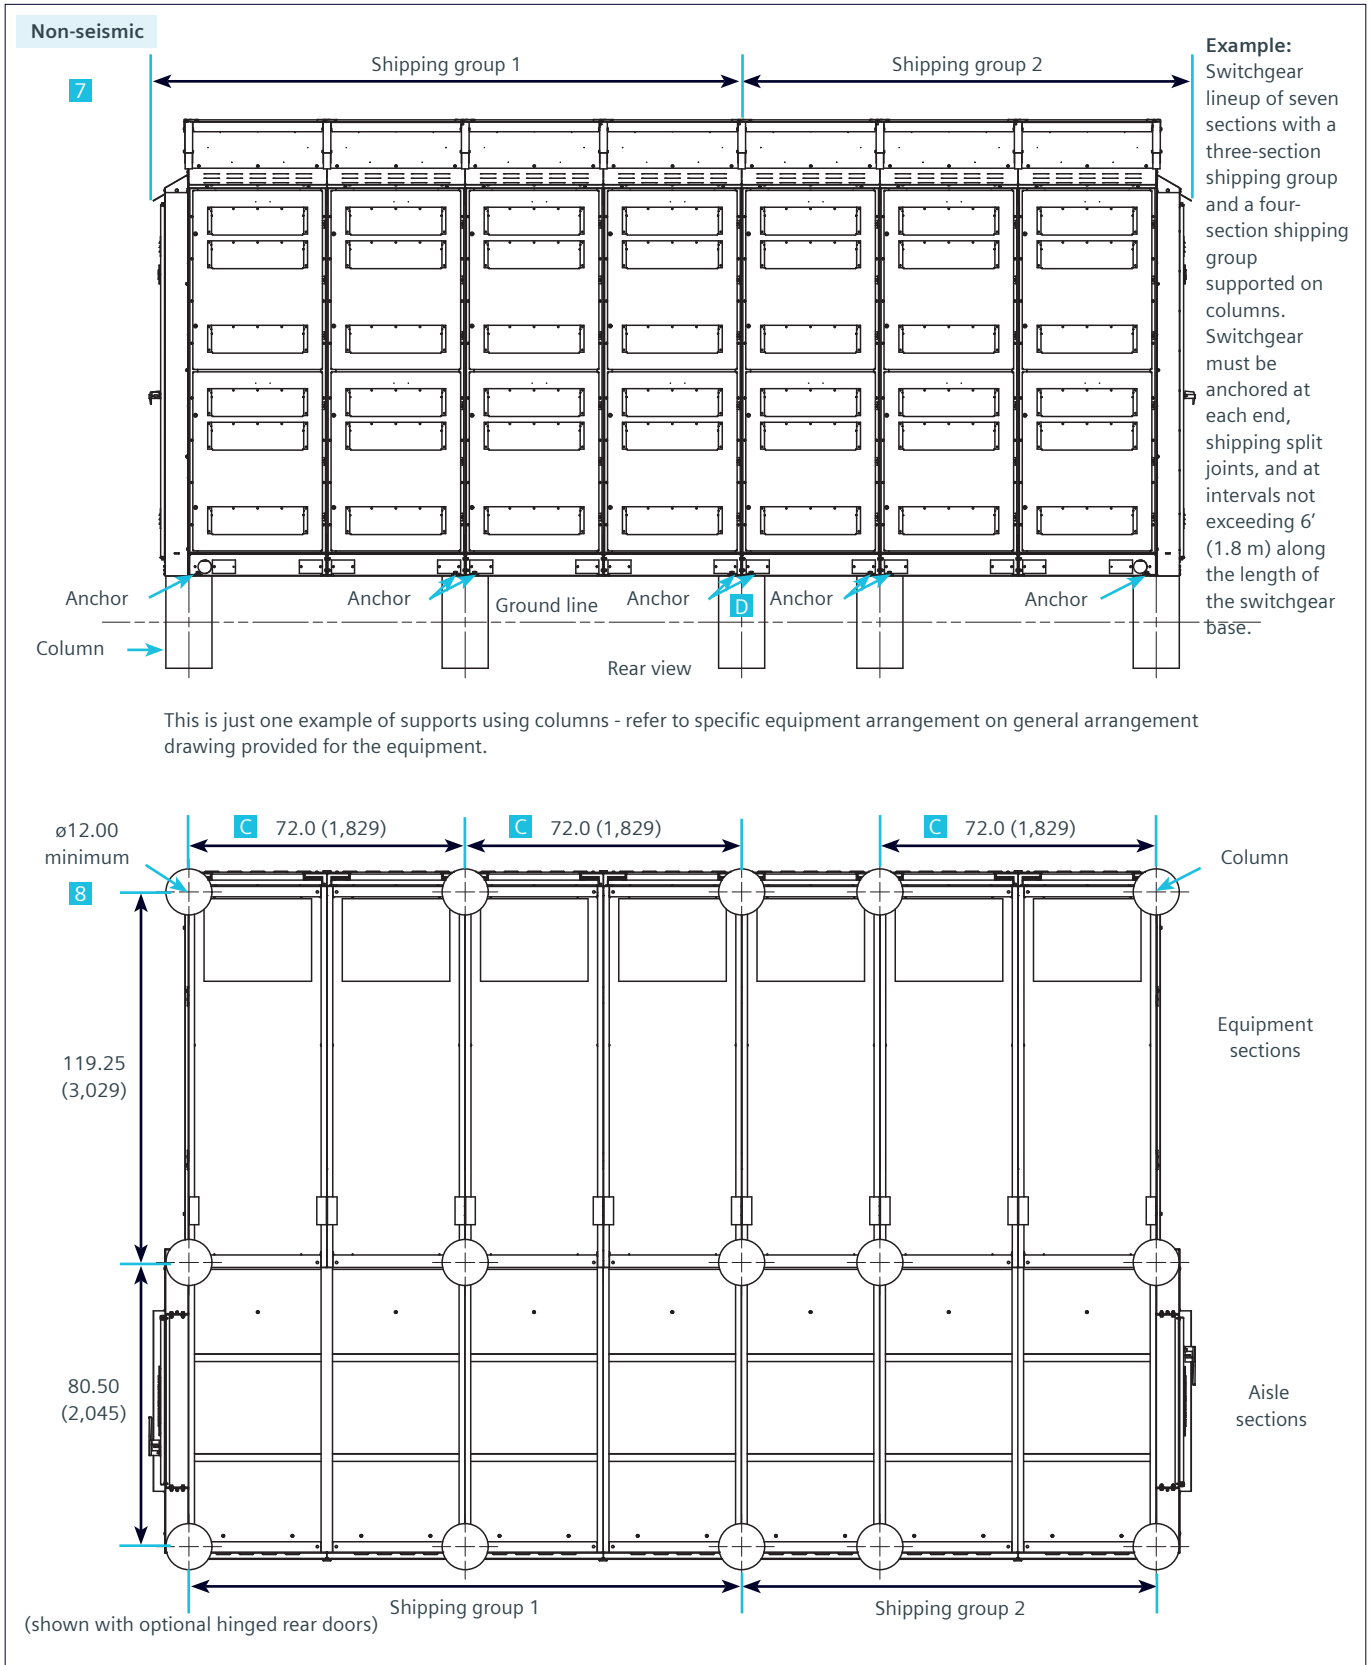 Non-seismic
7
Shipping group 1
Shipping group 2
Example:
Switchgear
lineup of seven
sections with a
three-section
shipping group
and a four-
section shipping
group
supported on
columns.
Switchgear
must be
anchored at
each end,
shipping split
joints, and at
intervals not
exceeding 6’
(1.8 m) along
the length of
the switchgear
base.
Anchor
Anchor
Ground line
Anchor
D
Anchor
Anchor
Column
Rear view
This is just one example of supports using columns - refer to specific equipment arrangement on general arrangement
drawing provided for the equipment.
ø12.00
minimum
8
C 72.0 (1,829)
C 72.0 (1,829)
C 72.0 (1,829)
Column
119.25
(3,029)
Equipment
sections
80.50
(2,045)
Aisle
sections
Shipping group 1
Shipping group 2
(shown with optional hinged rear doors)